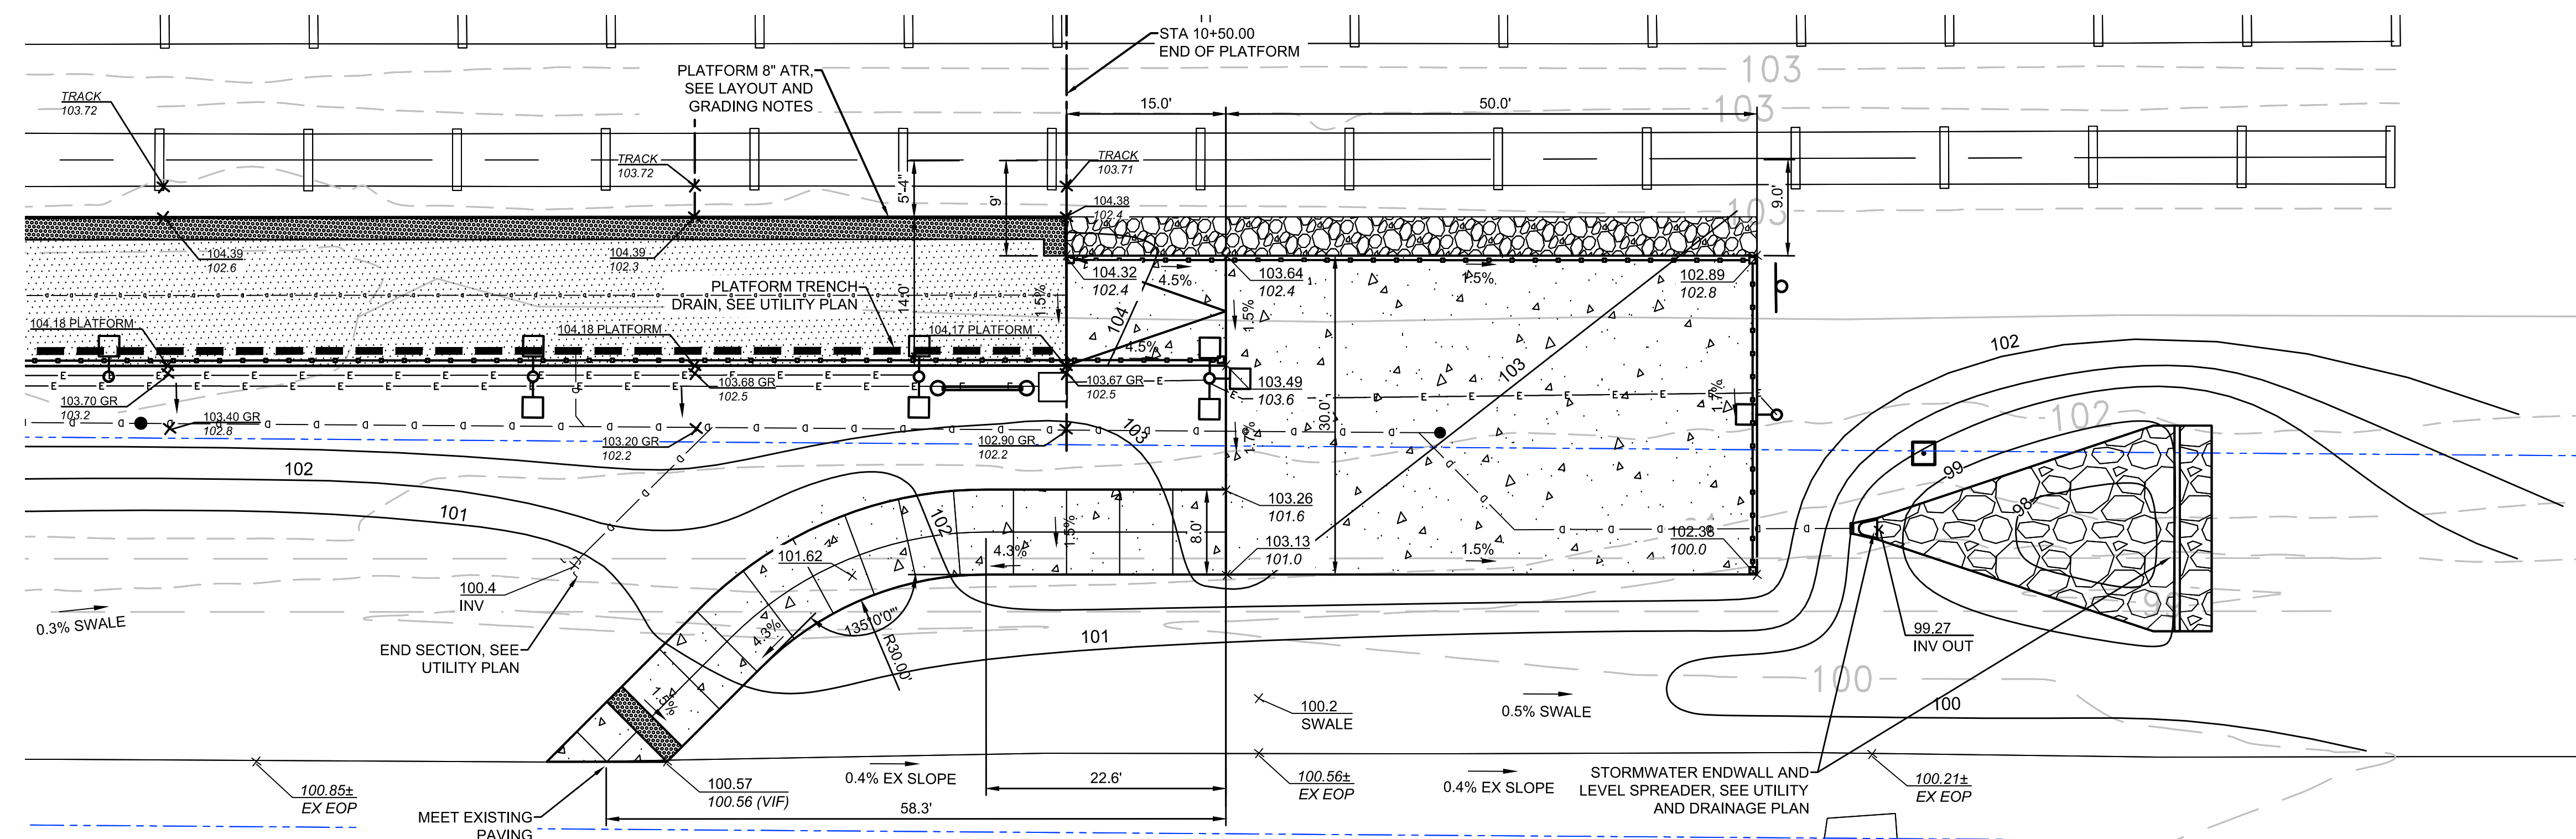 STA 10+50.00
END OF PLATFORM
PLATFORM 8" ATR,
SEE LAYOUT AND
GRADING NOTES
103
103
103
15.0'
50.0'
TRACK
103.72
TRACK
103.72
TRACK
103.71
5'-4"
9'
9.0'
104.38
102.4
104.39
102.6
104.39
102.3
104.32
102.4
4.5%
103.64
102.4
1.5%
102.89
102.8
PLATFORM TRENCH
DRAIN, SEE UTILITY PLAN
14.0'
1.5%
104
1.5%
4.5%
104.18 PLATFORM
104.18 PLATFORM
104.17 PLATFORM
103.70 GR
103.2
103.68 GR
102.5
103.67 GR
102.5
103.49
103.6
103
30.0'
1.7%
1.7%
103.40 GR
102.8
103.20 GR
102.2
102.90 GR
102.2
103
102
102
102
101
102
99
98
99
103.26
101.6
103.13
101.0
8.0'
1.5%
4.3%
1.5%
102.38
100.0
101.62
100.4
INV
0.3% SWALE
END SECTION, SEE
UTILITY PLAN
4.3%
135°0'0"
R30.00'
101
1.5%
99.27
INV OUT
100
100
100.2
SWALE
0.5% SWALE
100.85±
EX EOP
MEET EXISTING
PAVING
100.57
100.56 (VIF)
0.4% EX SLOPE
22.6'
58.3'
100.56±
EX EOP
0.4% EX SLOPE
STORMWATER ENDWALL AND
LEVEL SPREADER, SEE UTILITY
AND DRAINAGE PLAN
100.21±
EX EOP